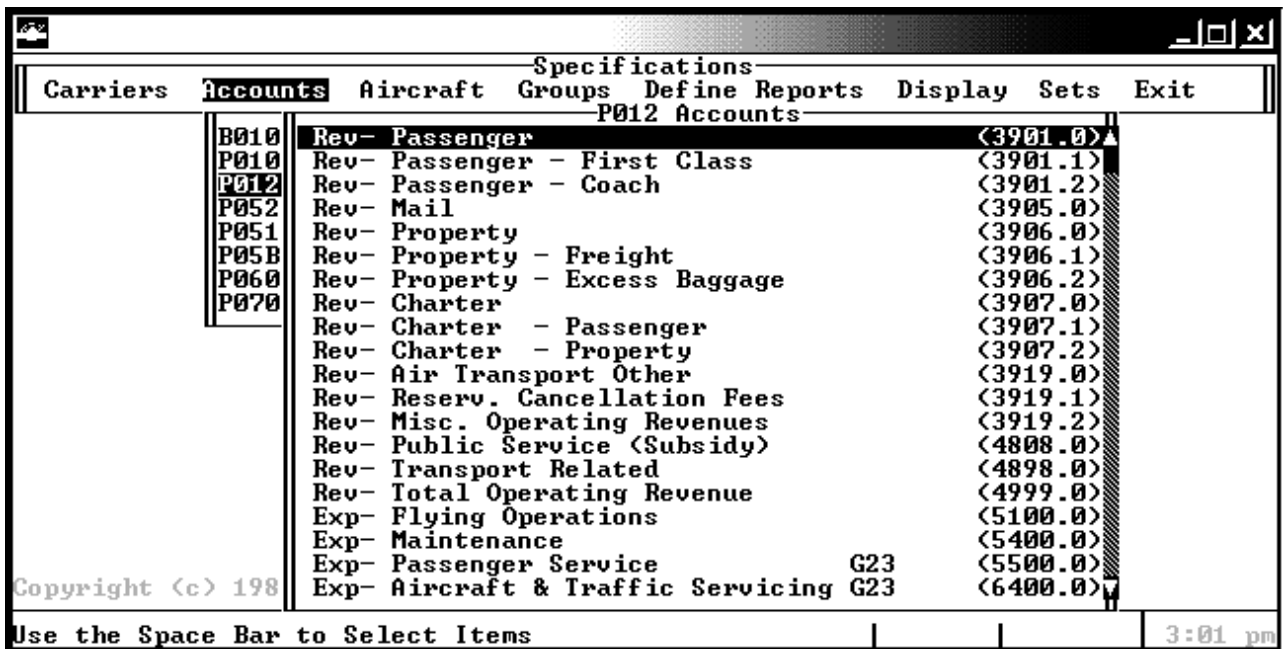 Specifications
Carriers Accounts Aircraft Groups Define Reports Display Sets Exit
P012 Accounts
B010
P010
P012
P052
P051
P05B
P060
P070
Rev- Passenger (3901.0)
Rev- Passenger - First Class (3901.1)
Rev- Passenger - Coach (3901.2)
Rev- Mail (3905.0)
Rev- Property (3906.0)
Rev- Property - Freight (3906.1)
Rev- Property - Excess Baggage (3906.2)
Rev- Charter (3907.0)
Rev- Charter - Passenger (3907.1)
Rev- Charter - Property (3907.2)
Rev- Air Transport Other (3919.0)
Rev- Reserv. Cancellation Fees (3919.1)
Rev- Misc. Operating Revenues (3919.2)
Rev- Public Service (Subsidy) (4808.0)
Rev- Transport Related (4898.0)
Rev- Total Operating Revenue (4999.0)
Exp- Flying Operations (5100.0)
Exp- Maintenance (5400.0)
Exp- Passenger Service G23 (5500.0)
Exp- Aircraft & Traffic Servicing G23 (6400.0)
Copyright (c) 198
Use the Space Bar to Select Items
3:01 pm